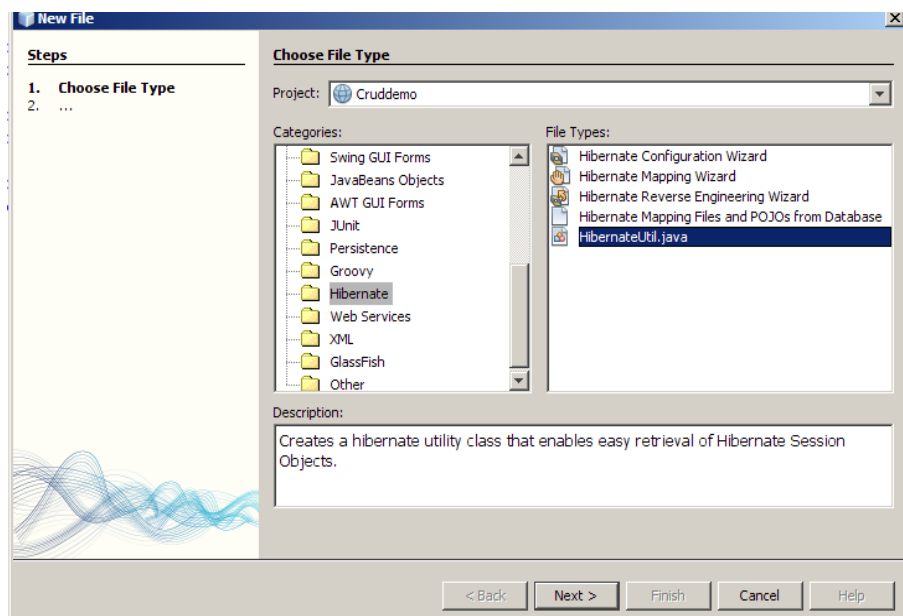 New File
Steps
1. Choose File Type
2. ...
Choose File Type
Project: Cruddemo
Categories:
Swing GUI Forms
JavaBeans Objects
AWT GUI Forms
JUnit
Persistence
Groovy
Hibernate
Web Services
XML
GlassFish
Other
File Types:
Hibernate Configuration Wizard
Hibernate Mapping Wizard
Hibernate Reverse Engineering Wizard
Hibernate Mapping Files and POJOs from Database
HibernateUtil.java
Description:
Creates a hibernate utility class that enables easy retrieval of Hibernate Session
Objects.
< Back Next > Finish Cancel Help